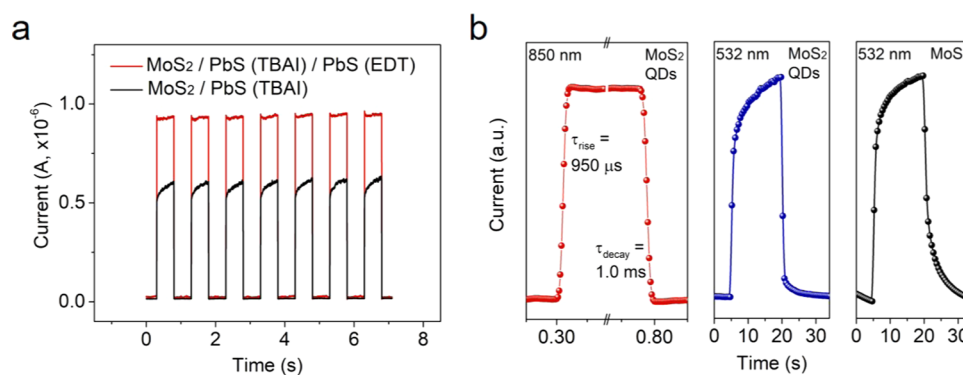 a
MoS2 / PbS (TBAI) / PbS (EDT)
MoS2 / PbS (TBAI)
Current (A, x10-6)
1.0
0.5
0.0
0 2 4 6 8
Time (s)
b
Current (a.u.)
850 nm
MoS2
QDs
τrise =
950 μs
τdecay =
1.0 ms
0.30 0.80
532 nm
MoS2
QDs
0 10 20 30
Time (s)
532 nm
MoS
0 10 20 30